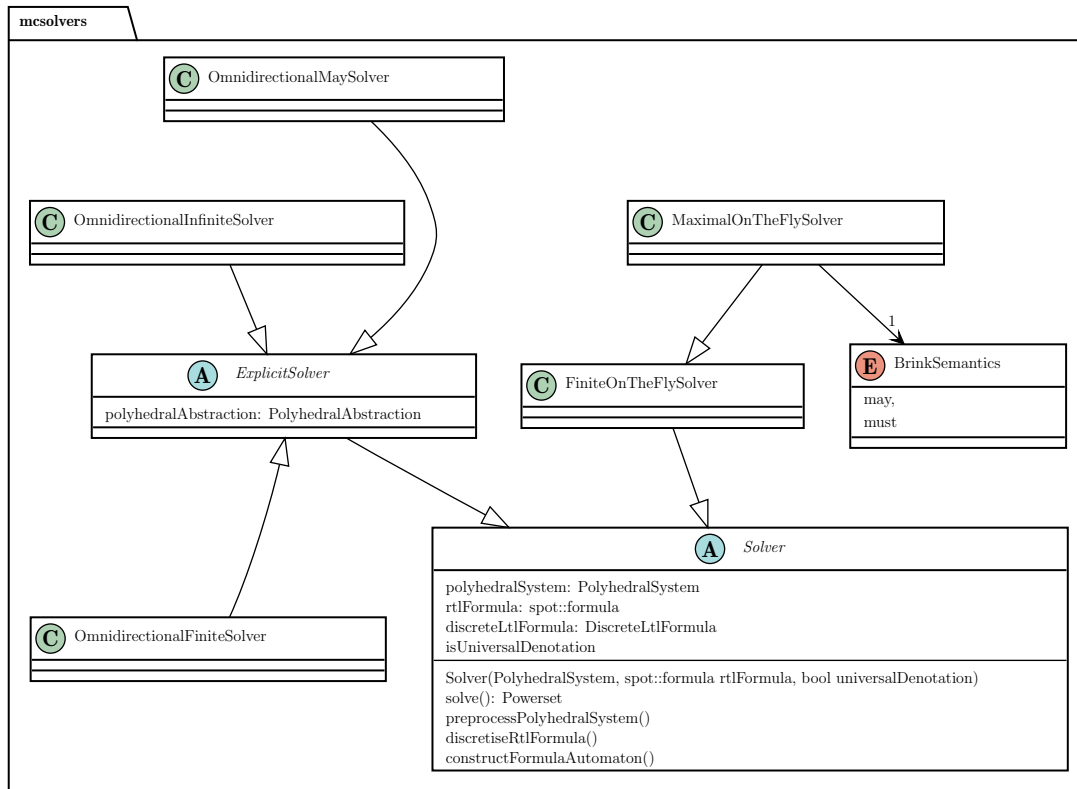 mcsolvers
C OmnidirectionalMaySolver
C OmnidirectionalInfiniteSolver
C MaximalOnTheFlySolver
1
A ExplicitSolver
polyhedralAbstraction: PolyhedralAbstraction
C FiniteOnTheFlySolver
E BrinkSemantics
may,
must
C OmnidirectionalFiniteSolver
A Solver
polyhedralSystem: PolyhedralSystem
rtlFormula: spot::formula
discreteLtlFormula: DiscreteLtlFormula
isUniversalDenotation
Solver(PolyhedralSystem, spot::formula rtlFormula, bool universalDenotation)
solve(): Powerset
preprocessPolyhedralSystem()
discretiseRtlFormula()
constructFormulaAutomaton()